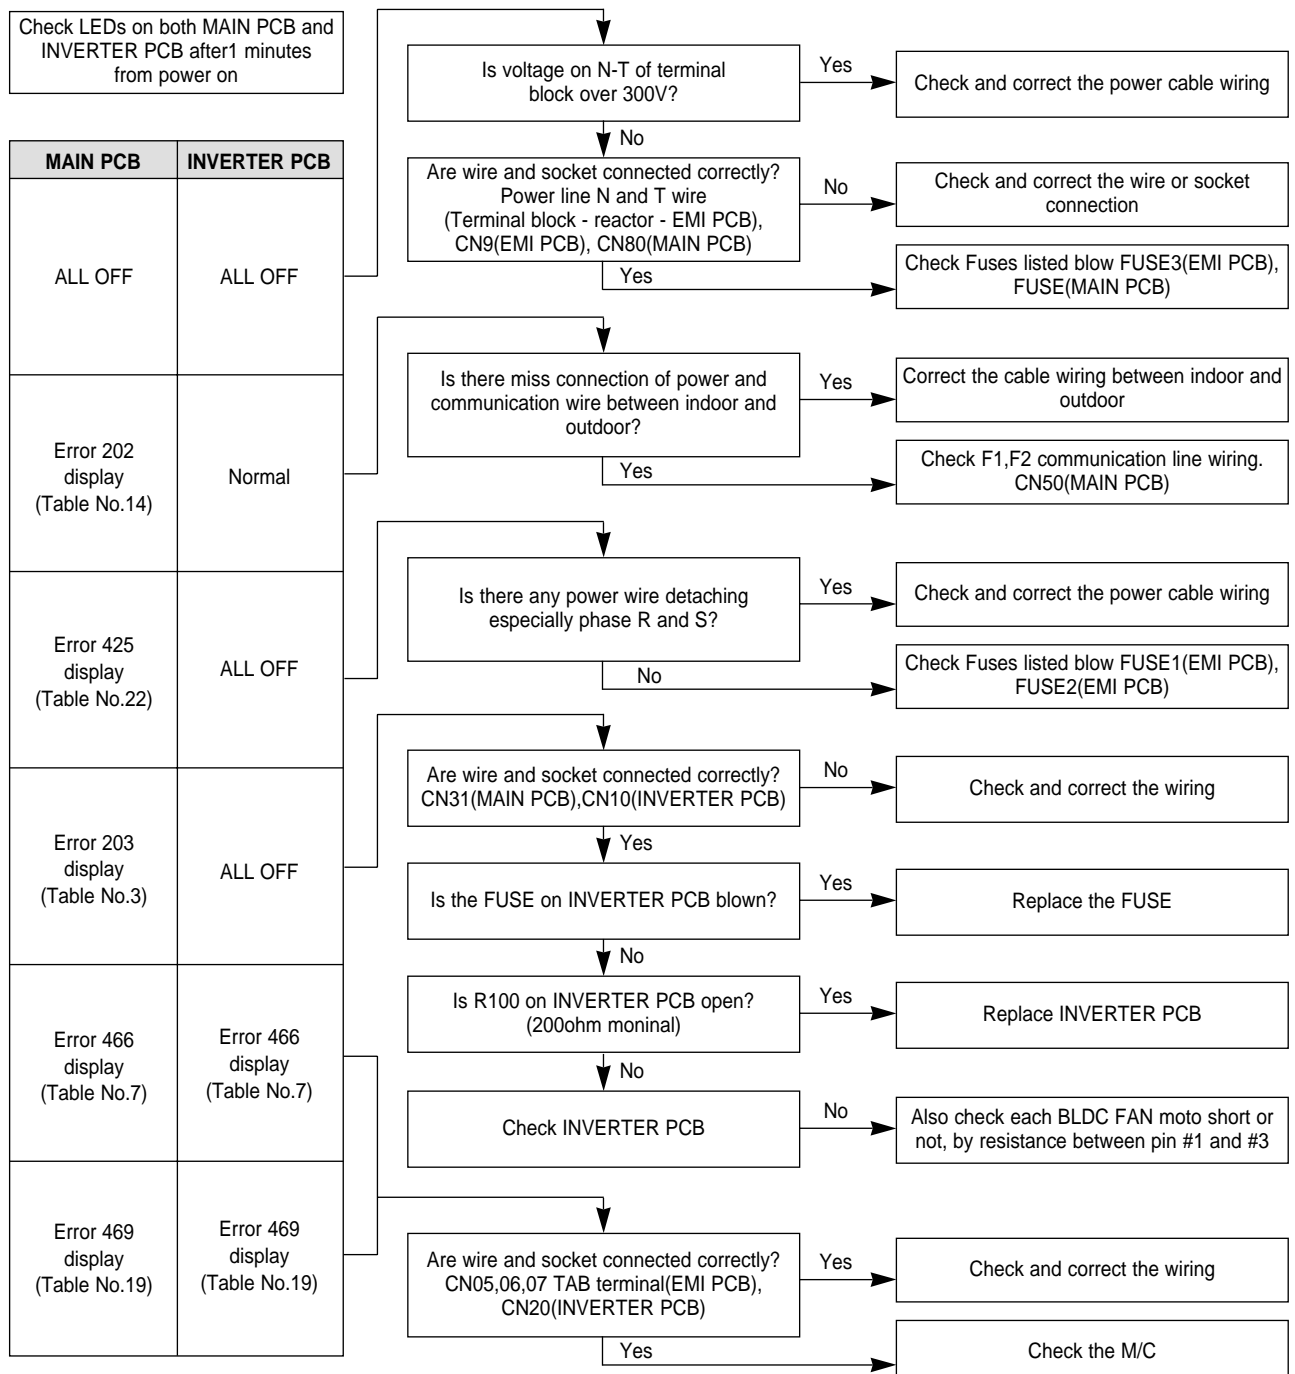 Check LEDs on both MAIN PCB and
INVERTER PCB after1 minutes
from power on
MAIN PCB
INVERTER PCB
ALL OFF
ALL OFF
Error 202
display
(Table No.14)
Normal
Error 425
display
(Table No.22)
ALL OFF
Error 203
display
(Table No.3)
ALL OFF
Error 466
display
(Table No.7)
Error 466
display
(Table No.7)
Error 469
display
(Table No.19)
Error 469
display
(Table No.19)
Is voltage on N-T of terminal
block over 300V?
Yes
Check and correct the power cable wiring
No
Are wire and socket connected correctly?
Power line N and T wire
(Terminal block - reactor - EMI PCB),
CN9(EMI PCB), CN80(MAIN PCB)
No
Check and correct the wire or socket
connection
Yes
Check Fuses listed blow FUSE3(EMI PCB),
FUSE(MAIN PCB)
Is there miss connection of power and
communication wire between indoor and
outdoor?
Yes
Correct the cable wiring between indoor and
outdoor
Yes
Check F1,F2 communication line wiring.
CN50(MAIN PCB)
Is there any power wire detaching
especially phase R and S?
Yes
Check and correct the power cable wiring
No
Check Fuses listed blow FUSE1(EMI PCB),
FUSE2(EMI PCB)
Are wire and socket connected correctly?
CN31(MAIN PCB),CN10(INVERTER PCB)
No
Check and correct the wiring
Yes
Is the FUSE on INVERTER PCB blown?
Yes
Replace the FUSE
No
Is R100 on INVERTER PCB open?
(200ohm moninal)
Yes
Replace INVERTER PCB
No
Check INVERTER PCB
No
Also check each BLDC FAN moto short or
not, by resistance between pin #1 and #3
Are wire and socket connected correctly?
CN05,06,07 TAB terminal(EMI PCB),
CN20(INVERTER PCB)
Yes
Check and correct the wiring
Yes
Check the M/C